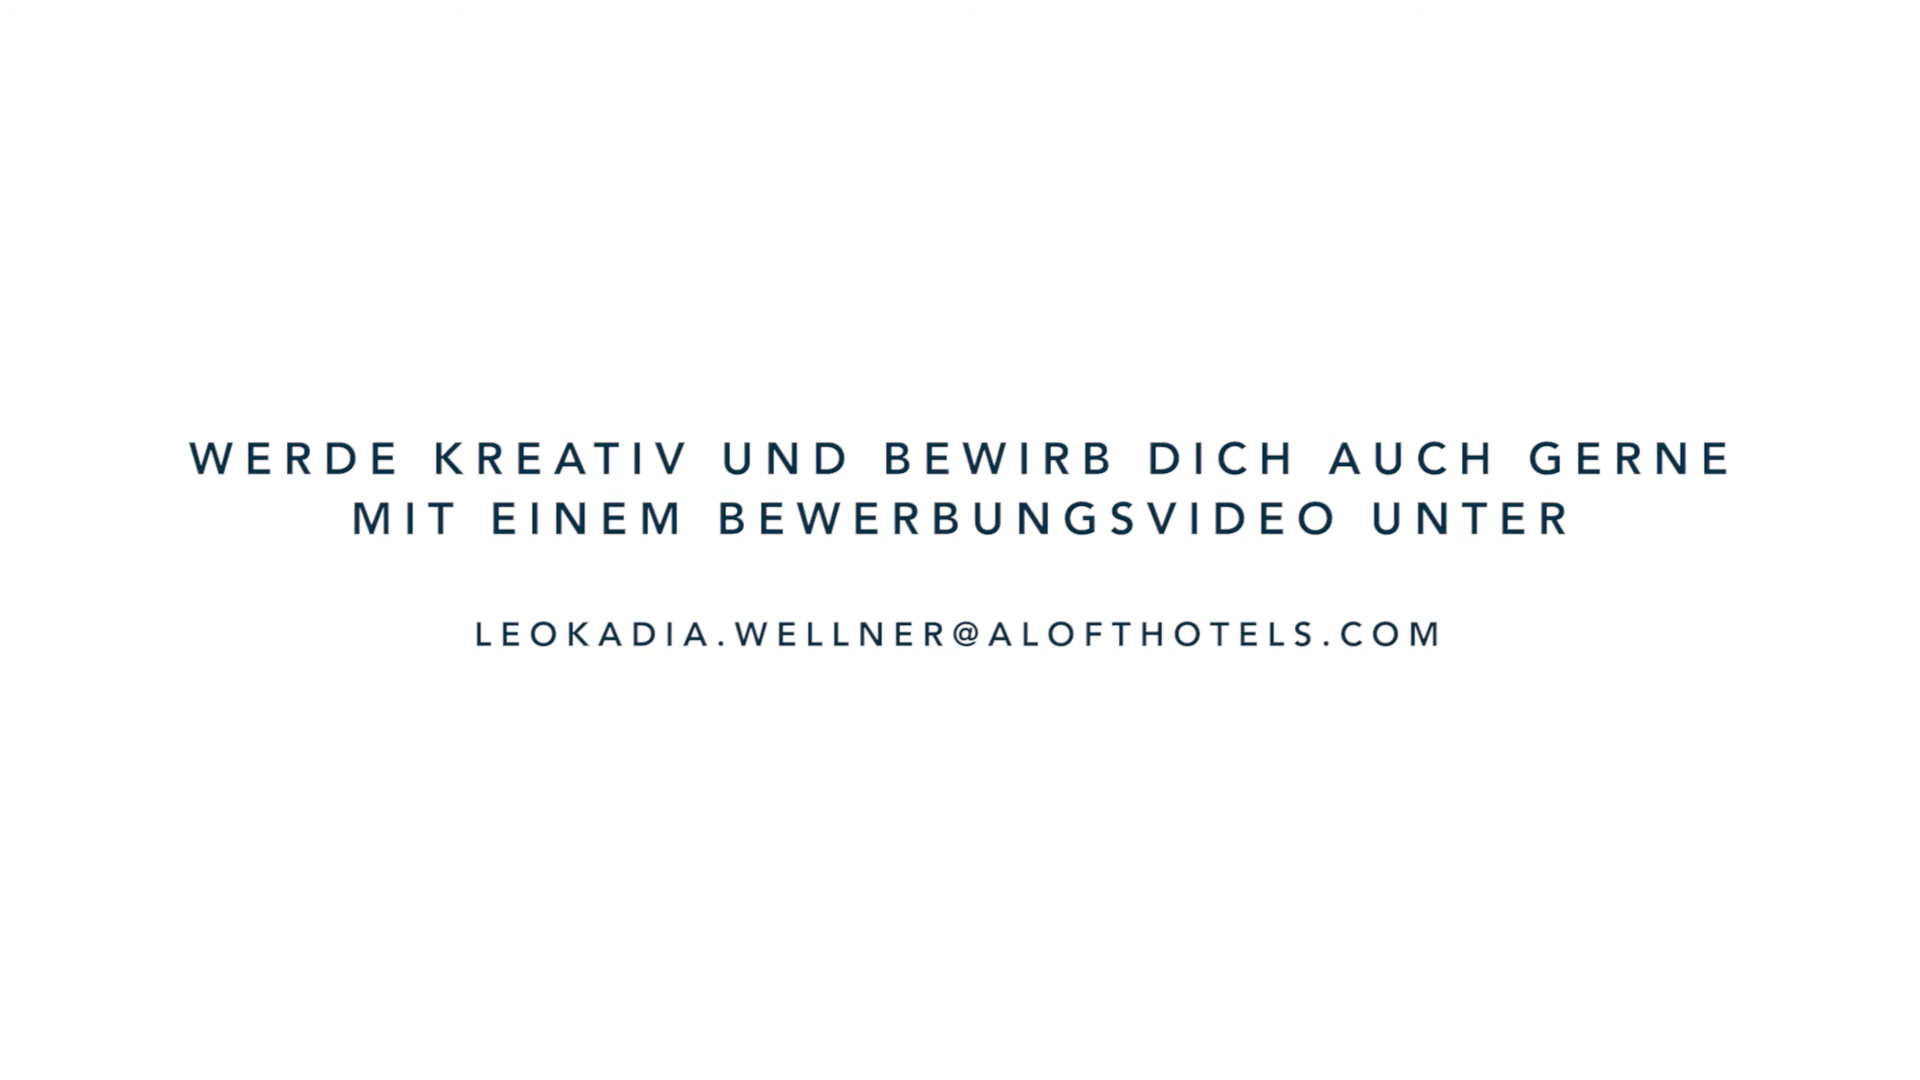 WERDE KREATIV UND BEWIRB DICH AUCH GERNE
MIT EINEM BEWERBUNGSVIDEO UNTER
LEOKADIA.WELLNER@ALOFTHOTELS.COM